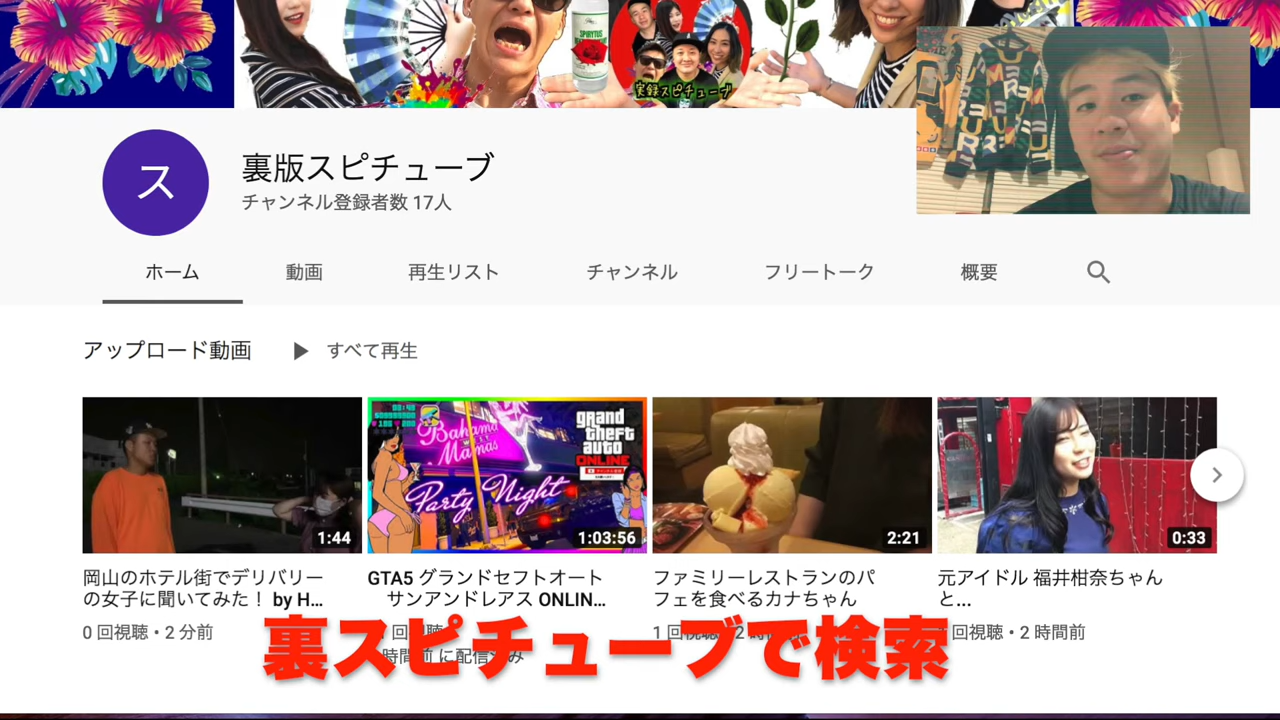 SPIRYTUS
実録スピチューブ
ス
裏版スピチューブ
チャンネル登録者数 17人
ホーム
動画
再生リスト
チャンネル
フリートーク
概要
アップロード動画
すべて再生
Bahama
Mamas
Party Night
grand
theft
auto
ONLINE
1:44
1:03:56
2:21
0:33
岡山のホテル街でデリバリー
の女子に聞いてみた！ by H...
0 回視聴・2 分前
GTA5 グランドセフトオート
サンアンドレアス ONLIN...
ファミリーレストランのパ
フェを食べるカナちゃん
元アイドル 福井柑奈ちゃん
と...
回視聴・2 時間前
裏スピチューブで検索